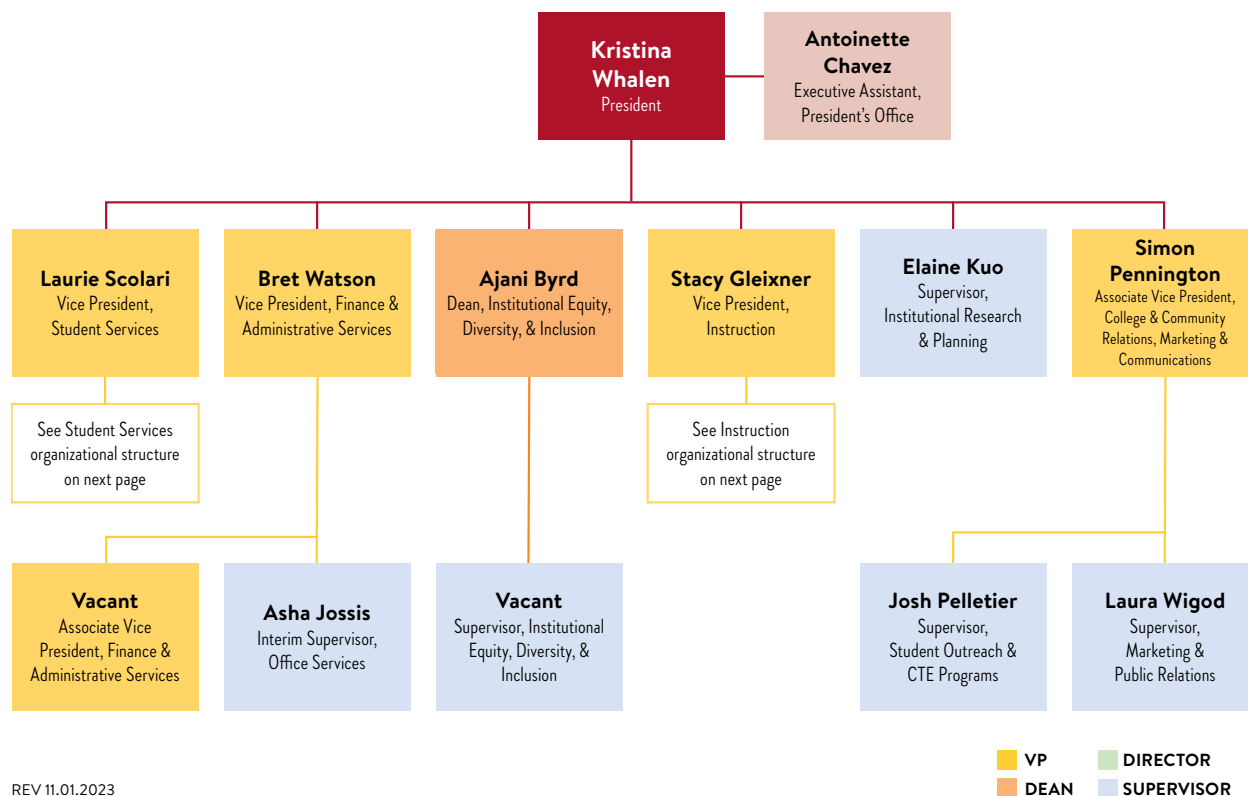 Kristina
Whalen
President
Antoinette
Chavez
Executive Assistant,
President's Office
Laurie Scolari
Vice President,
Student Services
Bret Watson
Vice President, Finance &
Administrative Services
Ajani Byrd
Dean, Institutional Equity,
Diversity, & Inclusion
Stacy Gleixner
Vice President,
Instruction
Elaine Kuo
Supervisor,
Institutional Research
& Planning
Simon
Pennington
Associate Vice President,
College & Community
Relations, Marketing &
Communications
See Student Services
organizational structure
on next page
See Instruction
organizational structure
on next page
Vacant
Associate Vice
President, Finance &
Administrative Services
Asha Jossis
Interim Supervisor,
Office Services
Vacant
Supervisor, Institutional
Equity, Diversity, &
Inclusion
Josh Pelletier
Supervisor,
Student Outreach &
CTE Programs
Laura Wigod
Supervisor,
Marketing &
Public Relations
REV 11.01.2023
VP
DIRECTOR
DEAN
SUPERVISOR